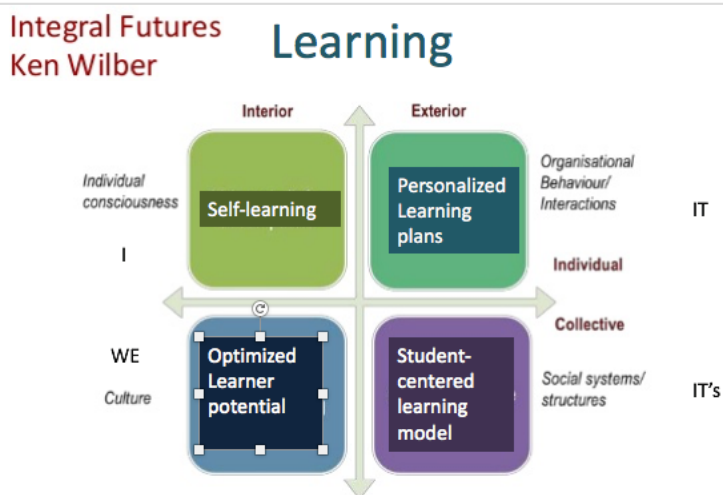 Integral Futures
Ken Wilber
Learning
Interior
Exterior
Individual
consciousness
I
Self-learning
Personalized
Learning
plans
Organisational
Behaviour/
Interactions
IT
Individual
Collective
WE
Culture
Optimized
Learner
potential
Student-
centered
learning
model
Social systems/
structures
IT's